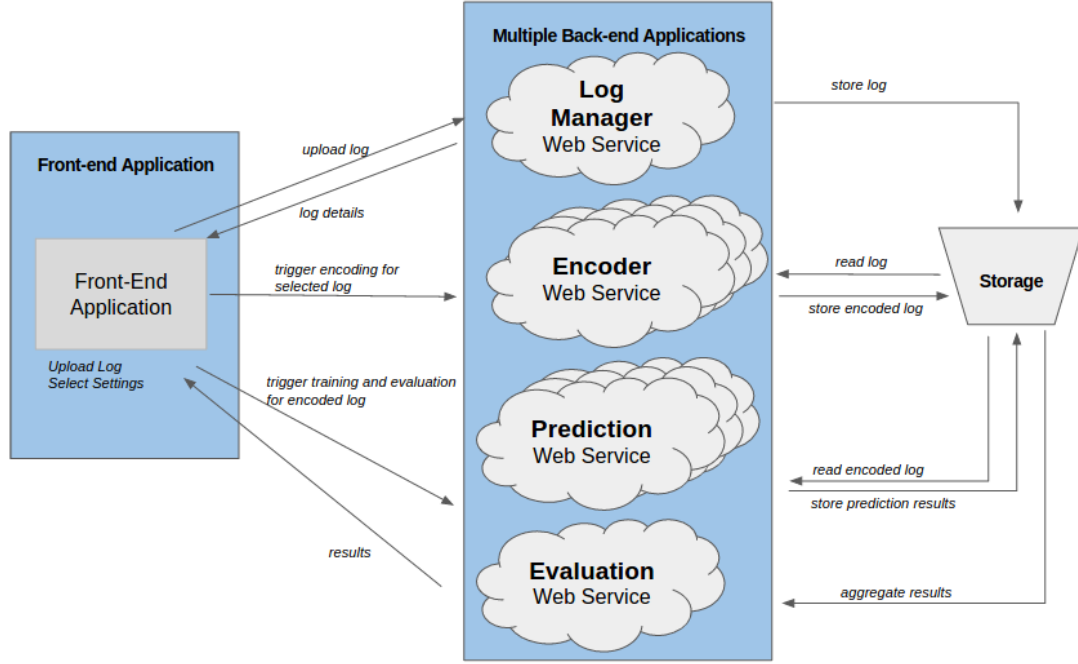 Multiple Back-end Applications
Log
Manager
Web Service
store log
upload log
Front-end Application
log details
Front-End
Application
trigger encoding for
selected log
Encoder
Web Service
read log
store encoded log
Storage
Upload Log
Select Settings
trigger training and evaluation
for encoded log
Prediction
Web Service
read encoded log
store prediction results
results
Evaluation
Web Service
aggregate results